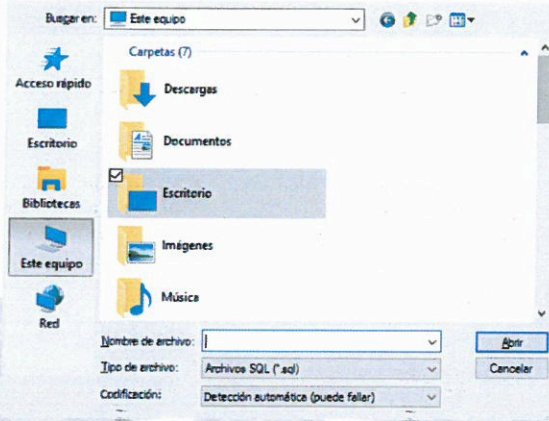 Buscar en:
Este equipo
Acceso rápido
Escritorio
Bibliotecas
Este equipo
Red
Carpetas (7)
Descargas
Documentos
Escritorio
Imágenes
Música
Nombre de archivo:
Abrir
Tipo de archivo:
Archivos SQL (*.sql)
Cancelar
Codificación:
Detección automática (puede fallar)